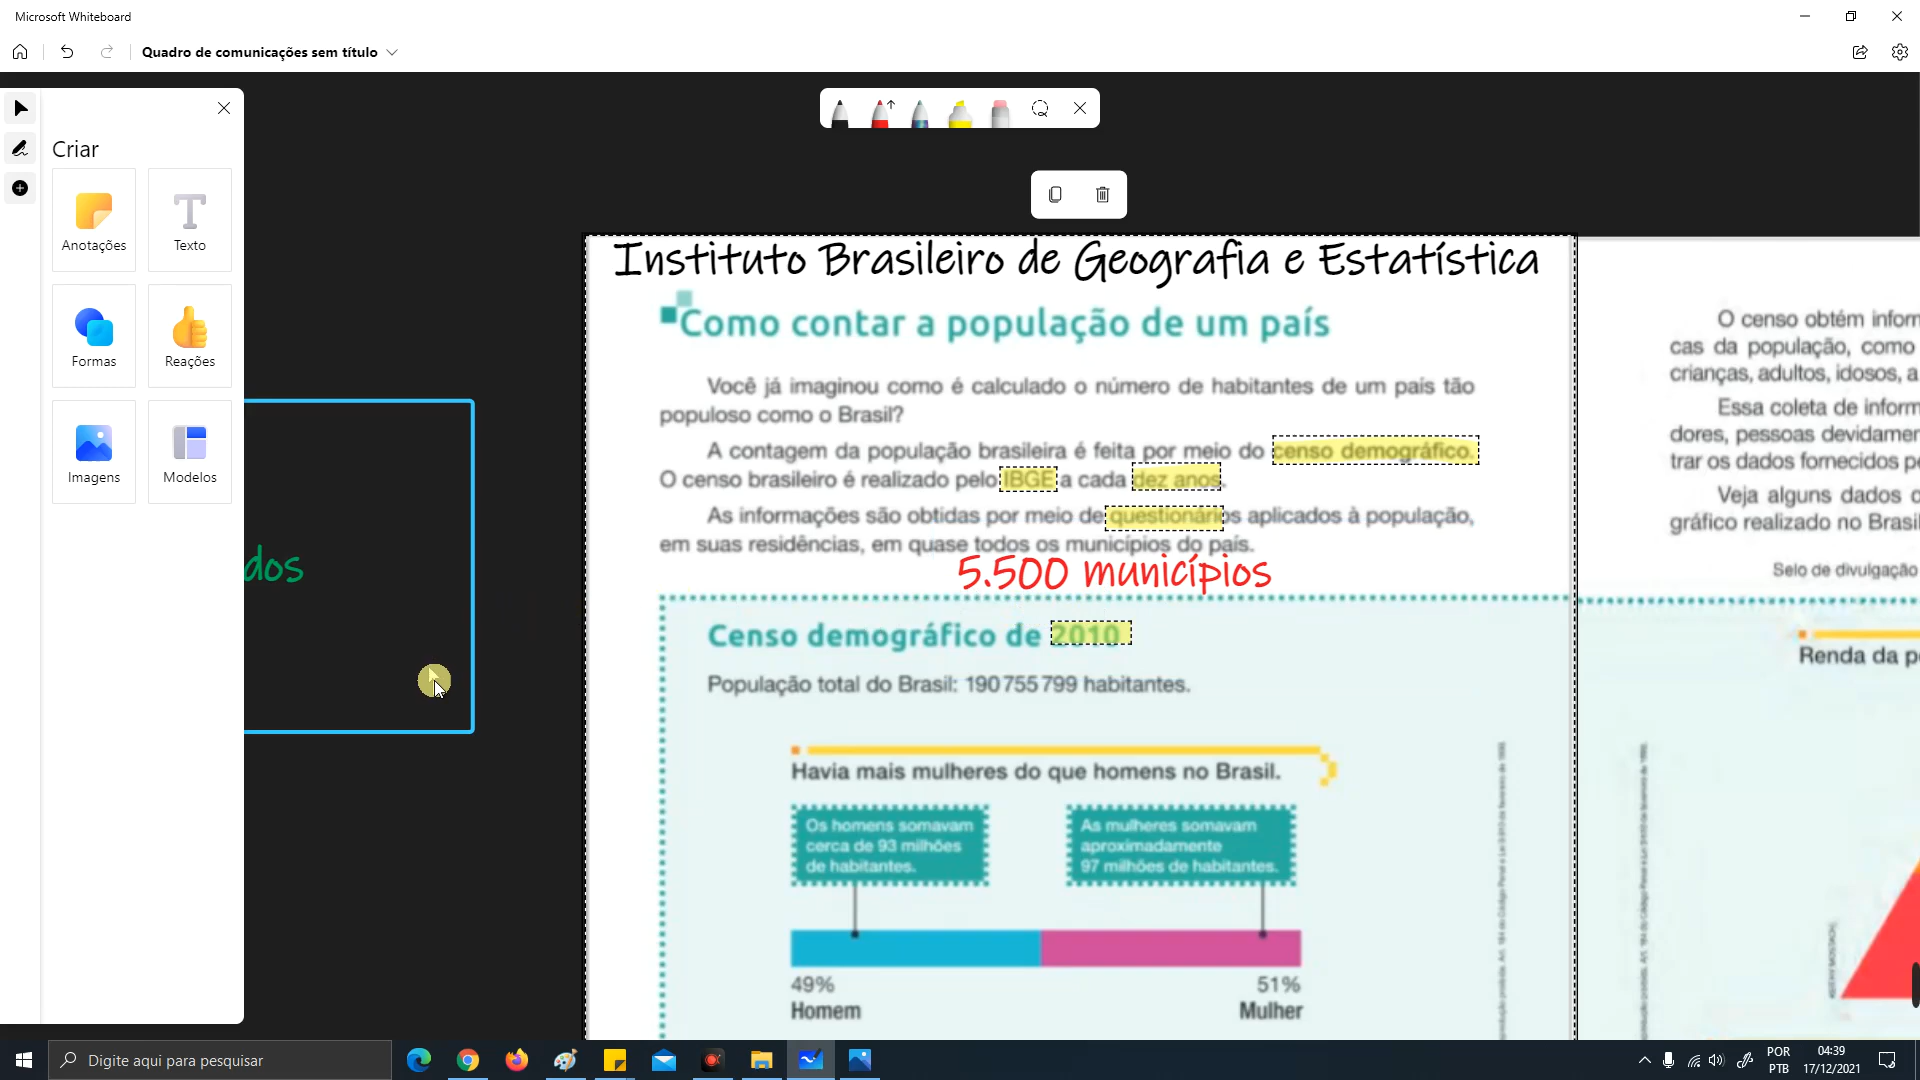 Microsoft Whiteboard
Quadro de comunicações sem título
Criar
Anotações
Texto
Formas
Reações
Imagens
Modelos
dos
Instituto Brasileiro de Geografia e Estatística
Como contar a população de um país
Você já imaginou como é calculado o número de habitantes de um país tão
populoso como o Brasil?
A contagem da população brasileira é feita por meio do censo demográfico.
O censo brasileiro é realizado pelo IBGE a cada dez anos.
As informações são obtidas por meio de questionários aplicados à população,
em suas residências, em quase todos os municípios do país.
5.500 municípios
Censo demográfico de 2010
População total do Brasil: 190 755 799 habitantes.
Havia mais mulheres do que homens no Brasil.
Os homens somavam
cerca de 93 milhões
de habitantes.
As mulheres somavam
aproximadamente
97 milhões de habitantes.
49%
Homem
51%
Mulher
O censo obtém inform
cas da população, como
crianças, adultos, idosos, a
Essa coleta de inform
dores, pessoas devidamen
trar os dados fornecidos pe
Veja alguns dados o
gráfico realizado no Brasil
Selo de divulgação
Renda da po
Digite aqui para pesquisar
POR
PTB
04:39
17/12/2021